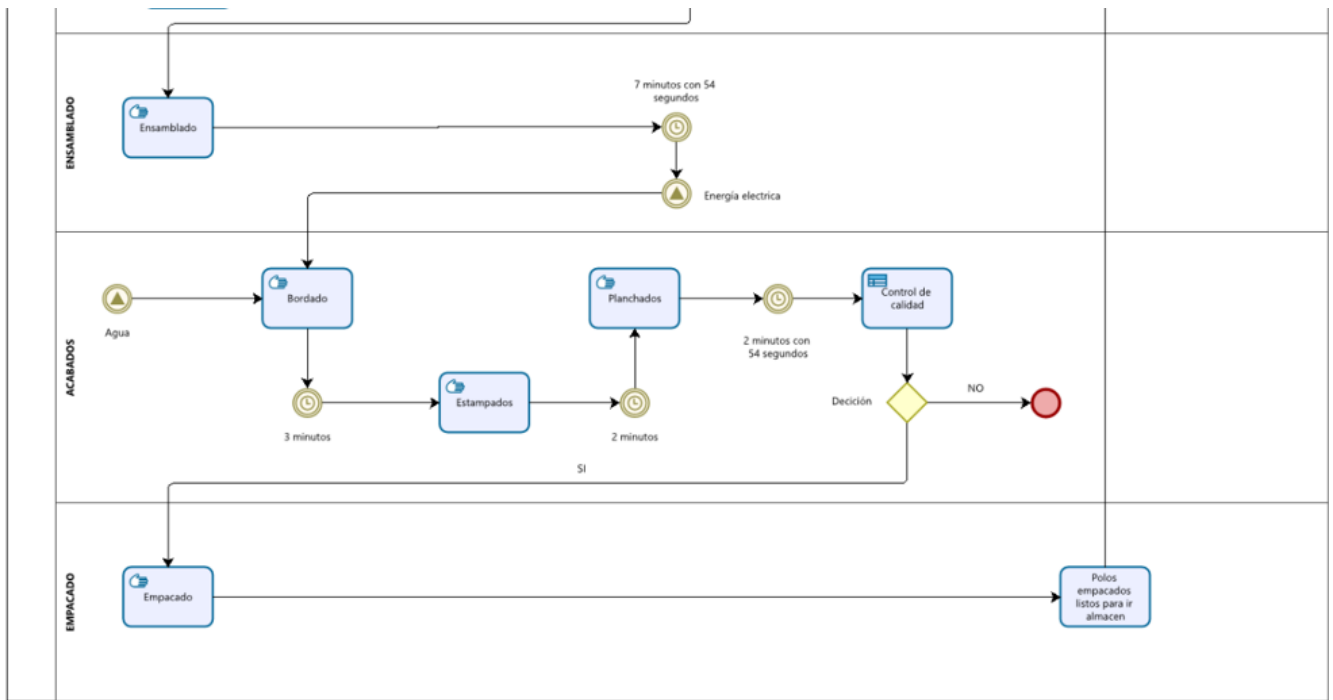 ENSAMBLADO
Ensamblado
7 minutos con 54
segundos
Energía electrica
ACABADOS
Agua
Bordado
3 minutos
Estampados
2 minutos
Planchados
2 minutos con
54 segundos
Control de
calidad
Decición
NO
SI
EMPACADO
Empacado
Polos
empacados
listos para ir
almacen